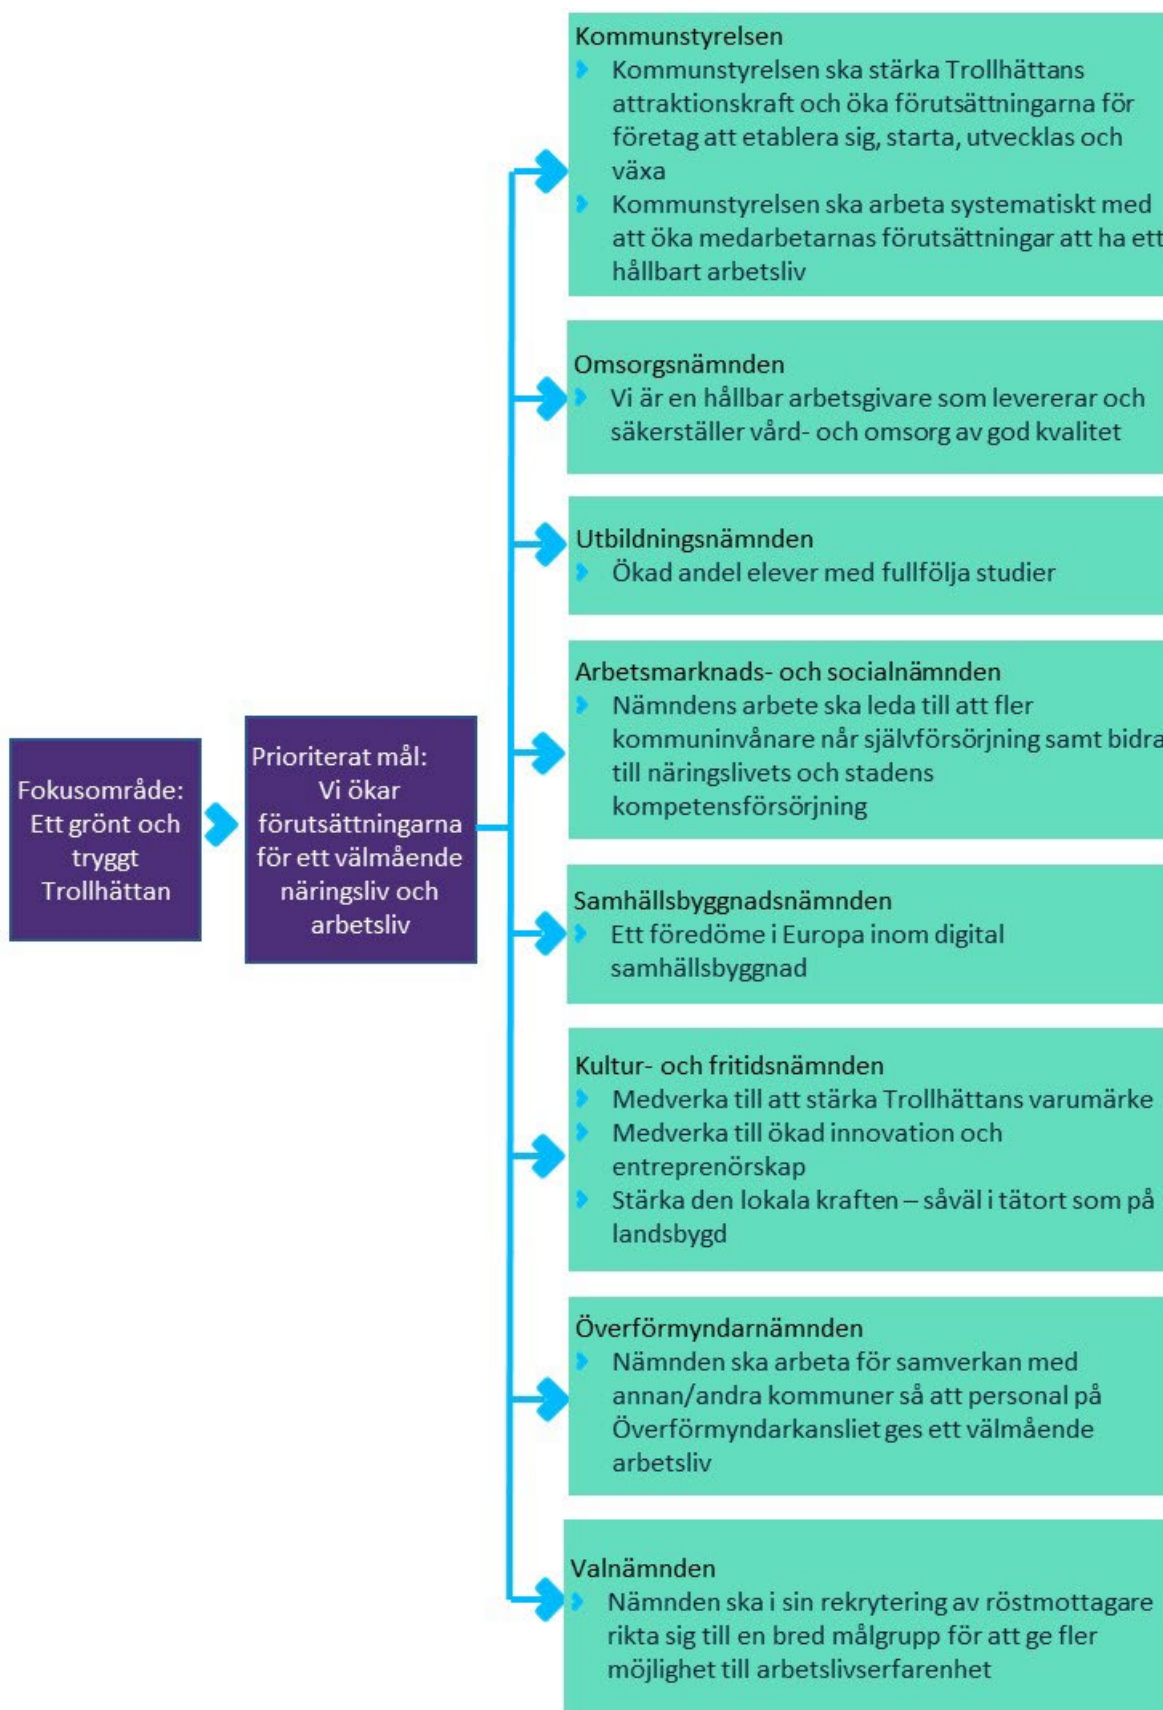 Fokusområde:
Ett grönt och
tryggt
Trollhättan
Prioriterat mål:
Vi ökar
förutsättningarna
för ett välmående
näringsliv och
arbetsliv
Kommunstyrelsen
Kommunstyrelsen ska stärka Trollhättans
attraktionskraft och öka förutsättningarna för
företag att etablera sig, starta, utvecklas och
växa
Kommunstyrelsen ska arbeta systematiskt med
att öka medarbetarnas förutsättningar att ha ett
hållbart arbetsliv
Omsorgsnämnden
Vi är en hållbar arbetsgivare som levererar och
säkerställer vård- och omsorg av god kvalitet
Utbildningsnämnden
Ökad andel elever med fullfölja studier
Arbetsmarknads- och socialnämnden
Nämndens arbete ska leda till att fler
kommuninvånare når självförsörjning samt bidra
till näringslivets och stadens
kompetensförsörjning
Samhällsbyggnadsnämnden
Ett föredöme i Europa inom digital
samhällsbyggnad
Kultur- och fritidsnämnden
Medverka till att stärka Trollhättans varumärke
Medverka till ökad innovation och
entreprenörskap
Stärka den lokala kraften – såväl i tätort som på
landsbygd
Överförmyndarnämnden
Nämnden ska arbeta för samverkan med
annan/andra kommuner så att personal på
Överförmyndarkansliet ges ett välmående
arbetsliv
Valnämnden
Nämnden ska i sin rekrytering av röstmottagare
rikta sig till en bred målgrupp för att ge fler
möjlighet till arbetslivserfarenhet